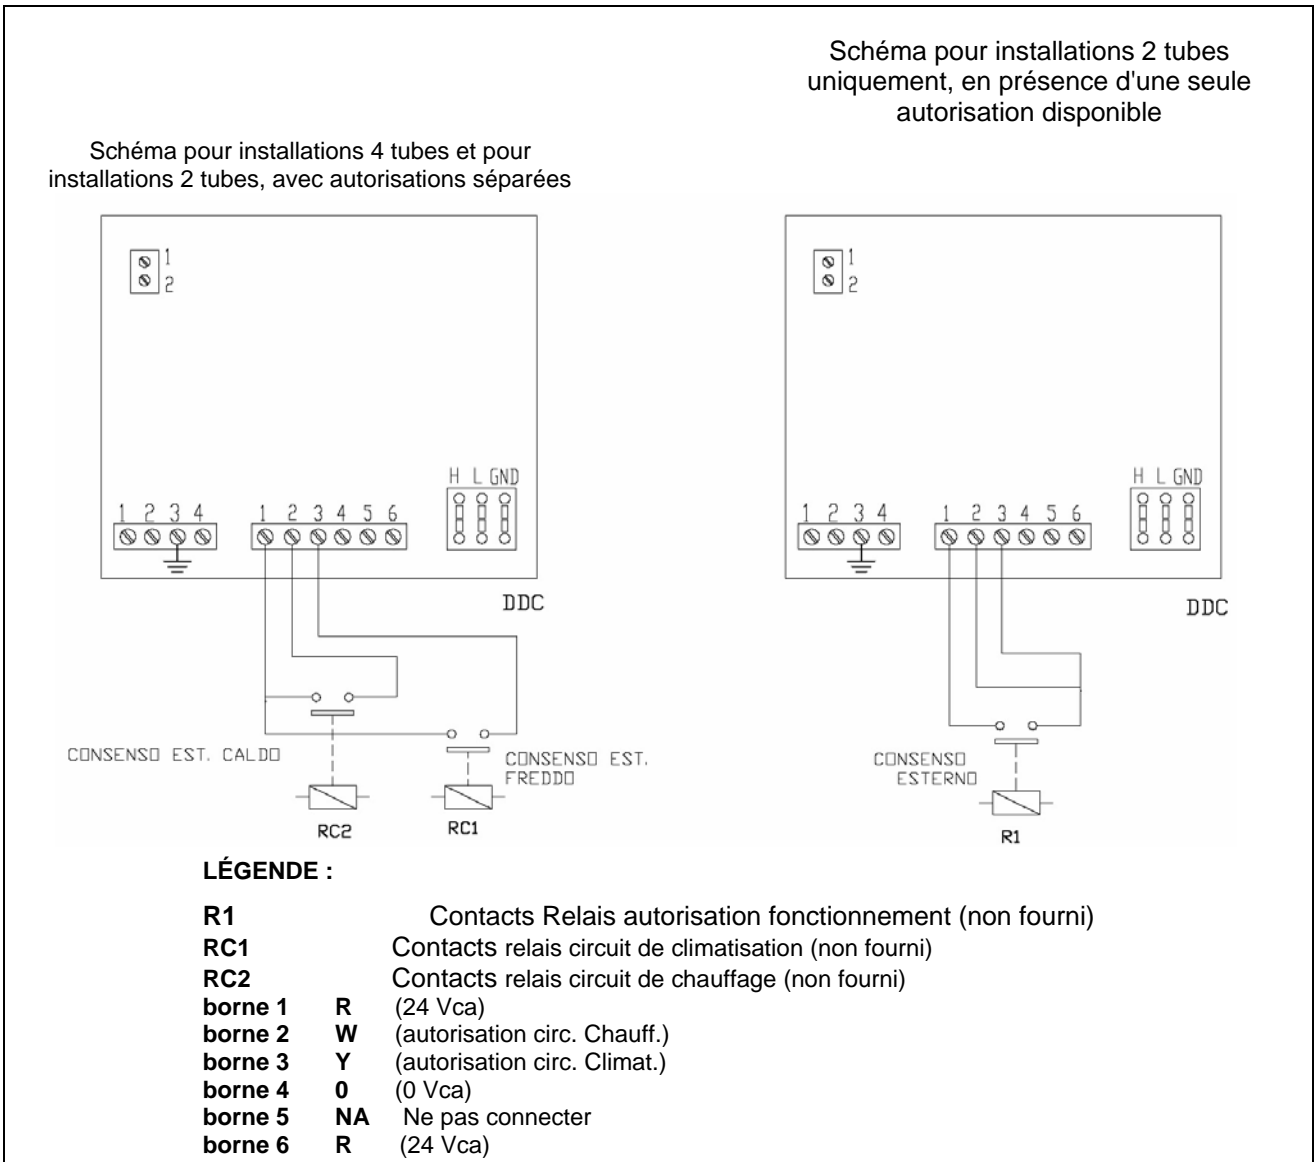 Schéma pour installations 2 tubes
uniquement, en présence d'une seule
autorisation disponible
Schéma pour installations 4 tubes et pour
installations 2 tubes, avec autorisations séparées
1
2
H L GND
1 2 3 4
1 2 3 4 5 6
DDC
CONSENSO EST. CALDO
CONSENSO EST.
FREDDO
RC2
RC1
1
2
H L GND
1 2 3 4
1 2 3 4 5 6
DDC
CONSENSO
ESTERNO
R1
LÉGENDE :
R1 Contacts Relais autorisation fonctionnement (non fourni)
RC1 Contacts relais circuit de climatisation (non fourni)
RC2 Contacts relais circuit de chauffage (non fourni)
borne 1 R (24 Vca)
borne 2 W (autorisation circ. Chauff.)
borne 3 Y (autorisation circ. Climat.)
borne 4 0 (0 Vca)
borne 5 NA Ne pas connecter
borne 6 R (24 Vca)